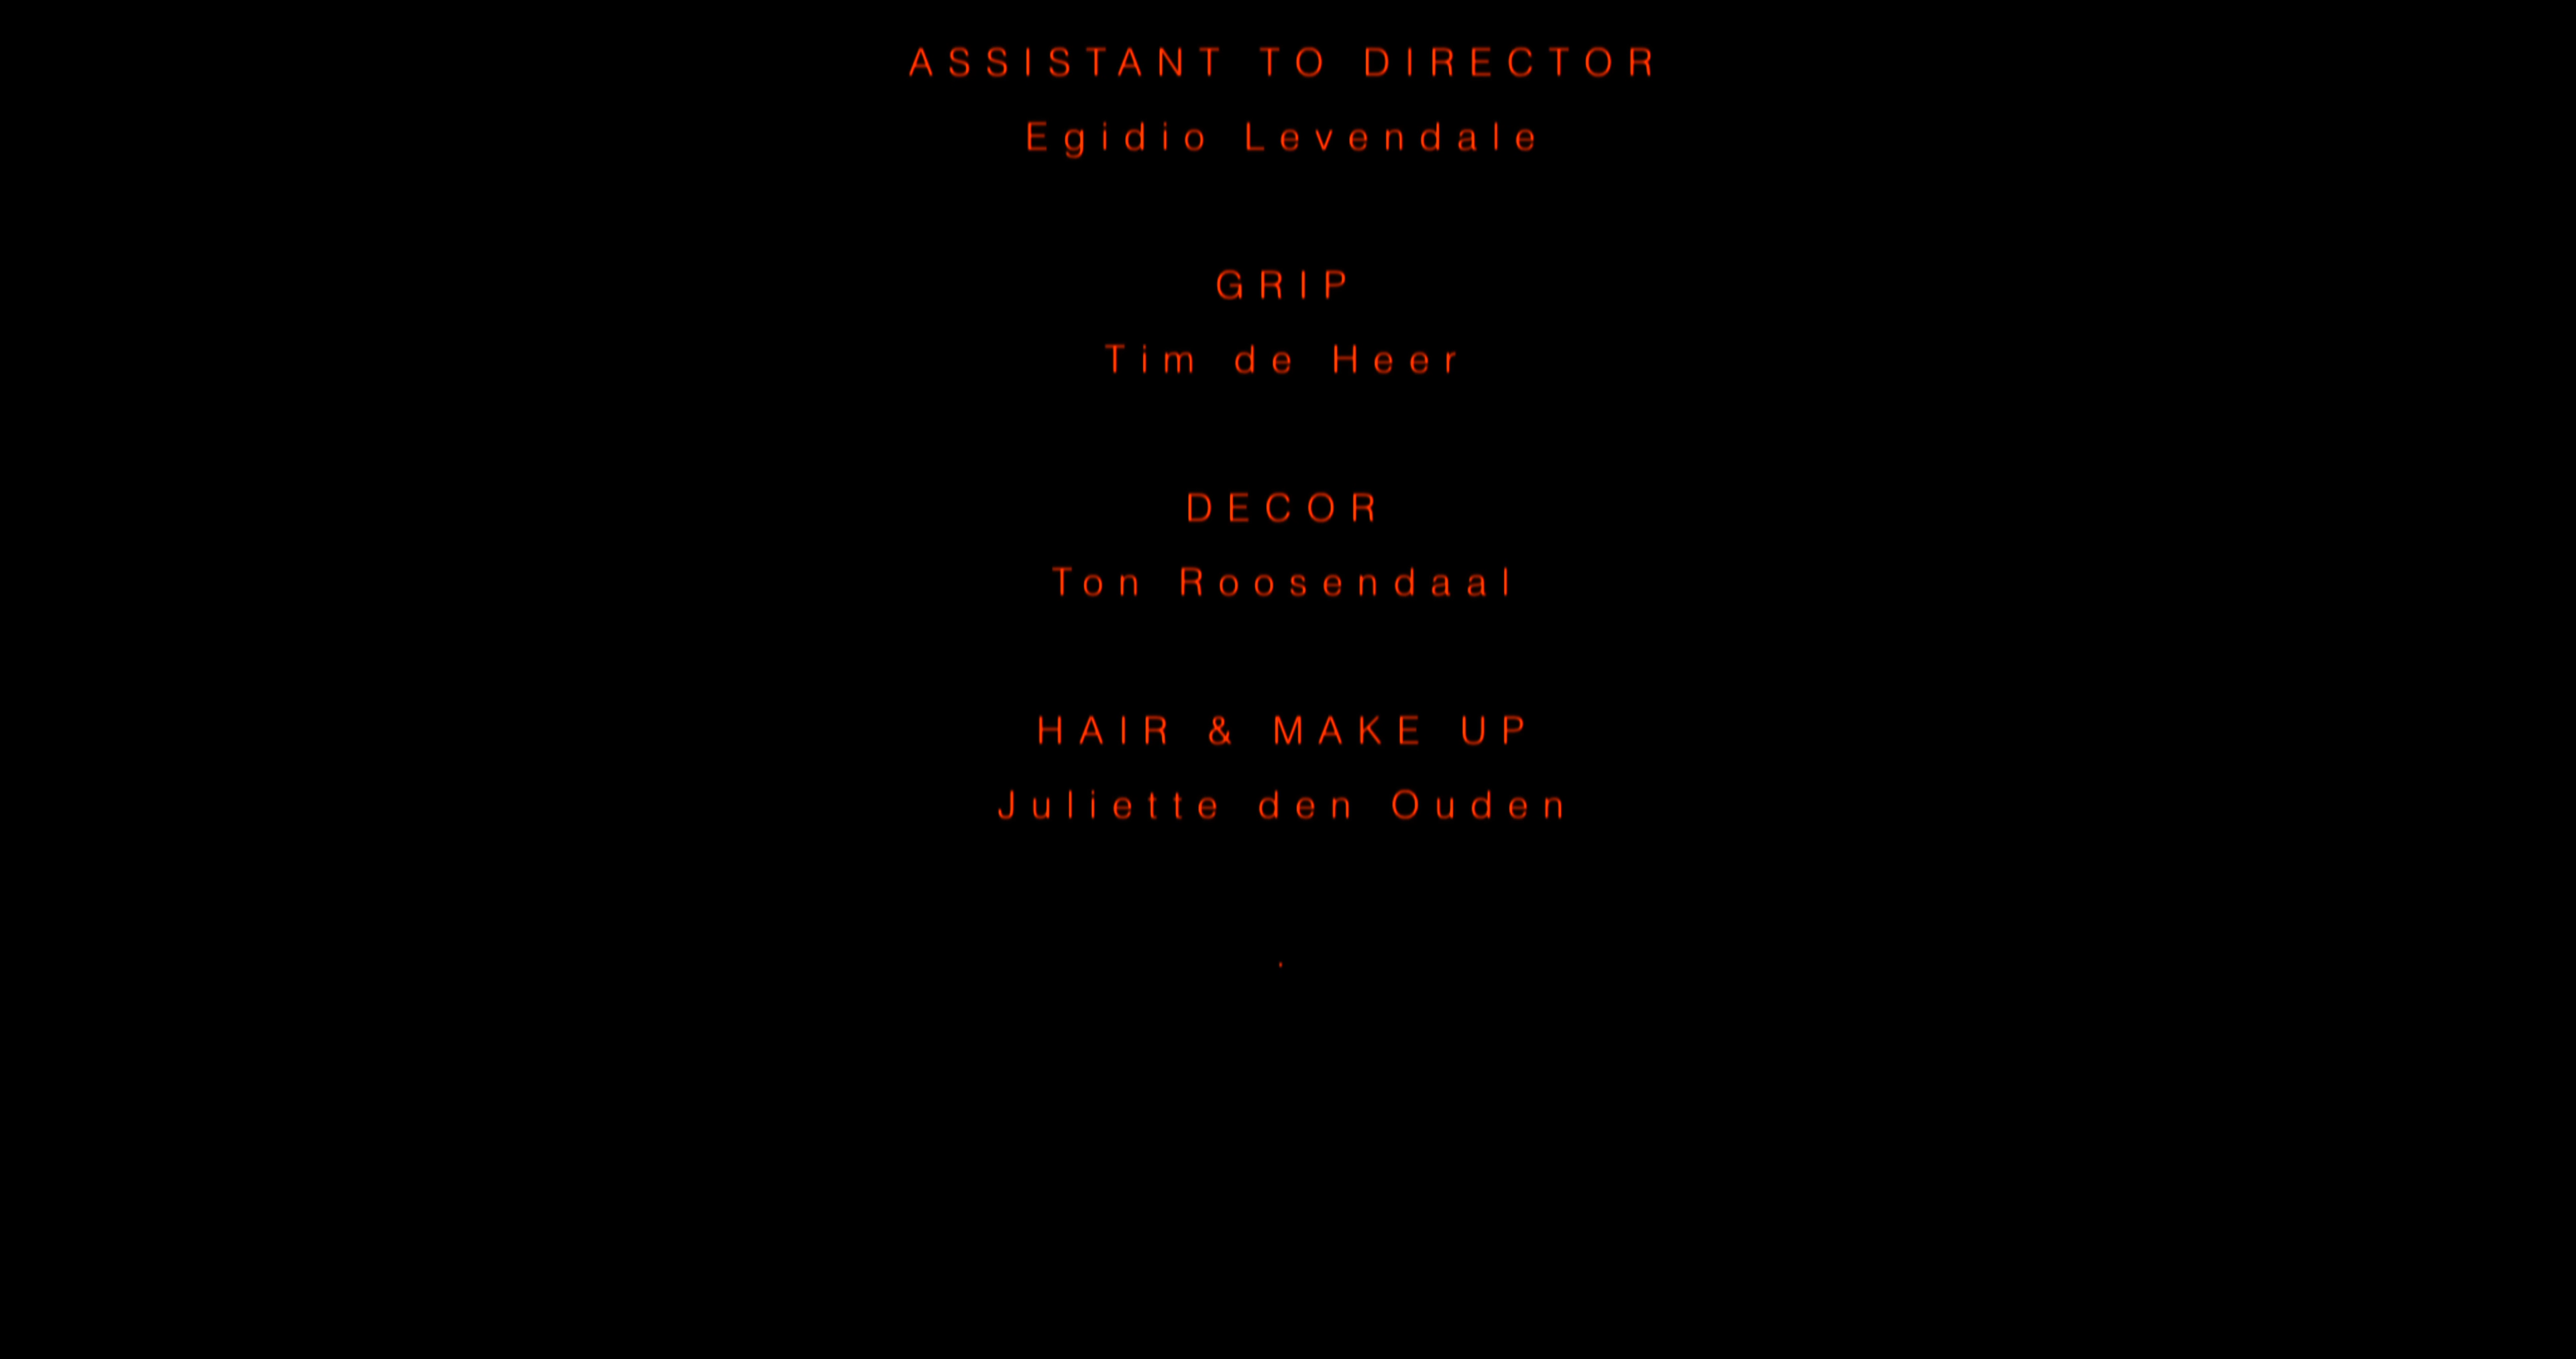 ASSISTANT TO DIRECTOR
Egidio Levendale
GRIP
Tim de Heer
DECOR
Ton Roosendaal
HAIR & MAKE UP
Juliette den Ouden
.